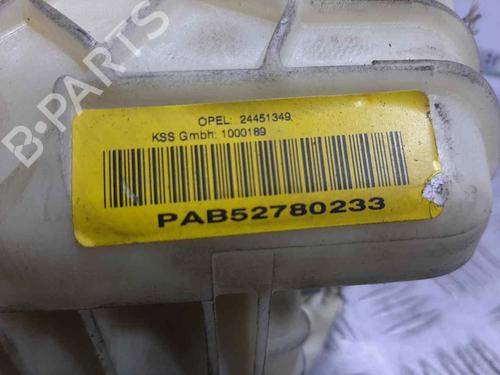 B-PARTS
OPEL: 24451349.
KSS Gmbh: 1000189
PAB52780233